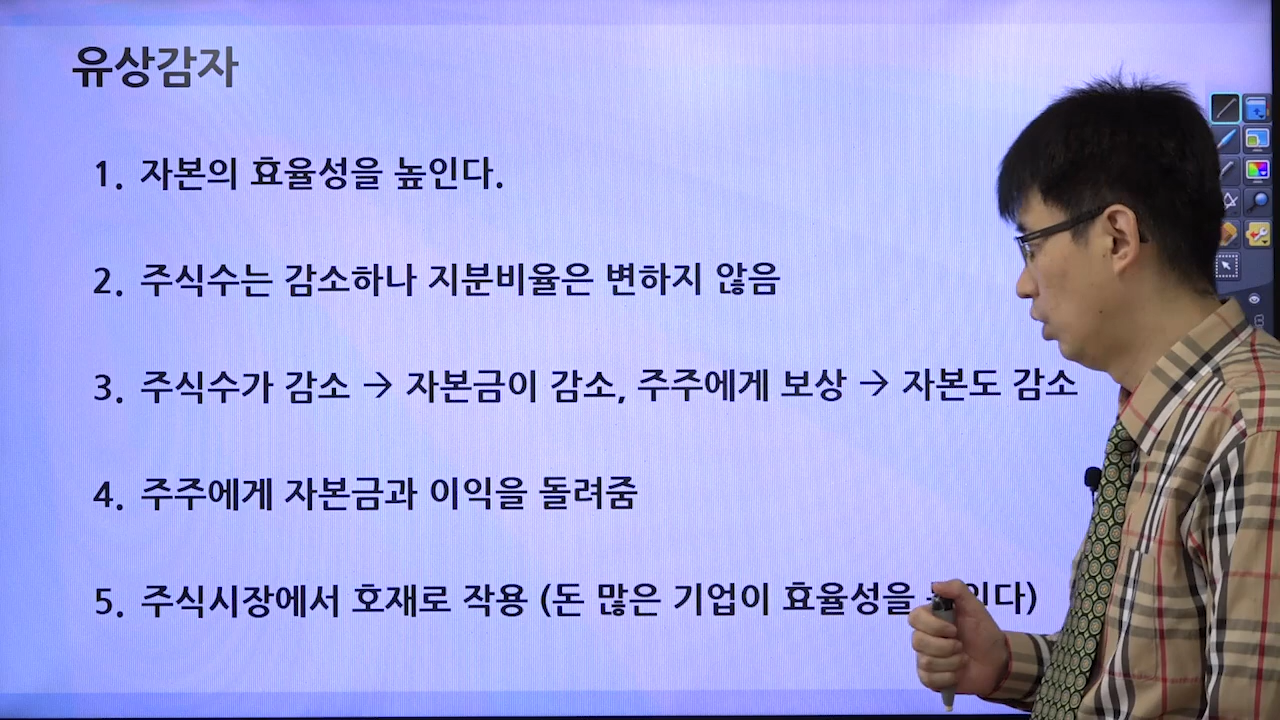 유상감자
1. 자본의 효율성을 높인다.
2. 주식수는 감소하나 지분비율은 변하지 않음
3. 주식수가 감소 → 자본금이 감소, 주주에게 보상 → 자본도 감소
4. 주주에게 자본금과 이익을 돌려줌
5. 주식시장에서 호재로 작용 (돈 많은 기업이 효율성을 인다)